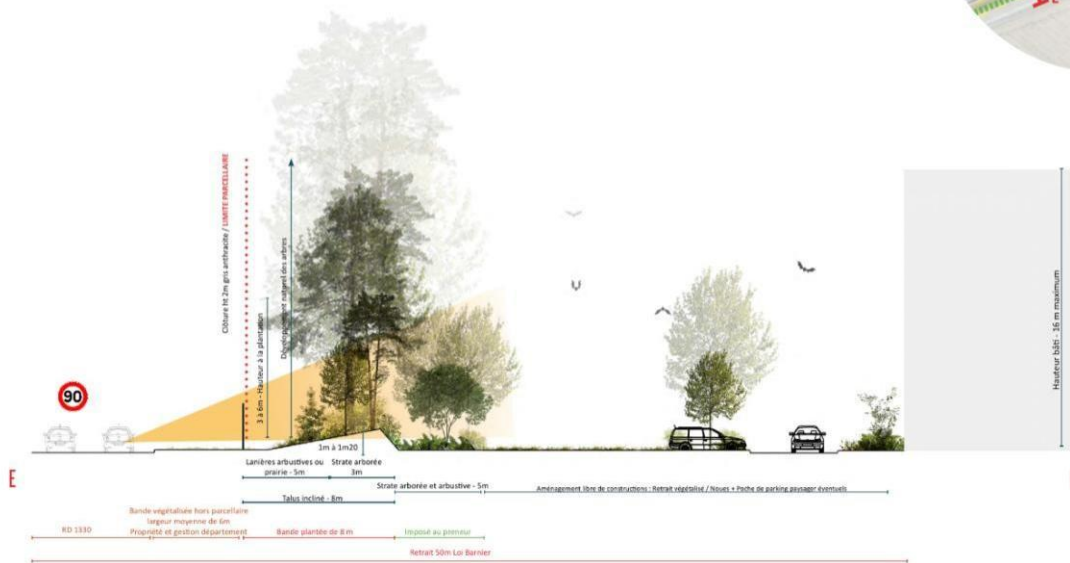 Clôture Ht 2m gris anthracite / LIMITE PARCELLAIRE
Développement naturel des arbres
3 à 6m - Hauteur à la plantation
Hauteur bâti - 16 m maximum
90
1m à 1m20
Lanières arbustives ou
prairie - 5m
Strate arborée
3m
E
Strate arborée et arbustive - 5m
Aménagement libre de constructions : Retrait végétalisé / Noues + Poche de parking paysager éventuels
Talus incliné - 8m
Bande végétalisée hors parcellaire
largeur moyenne de 6m
Propriété et gestion département
RD 1330
Bande plantée de 8 m
Imposé au preneur
Retrait 50m Loi Barnier